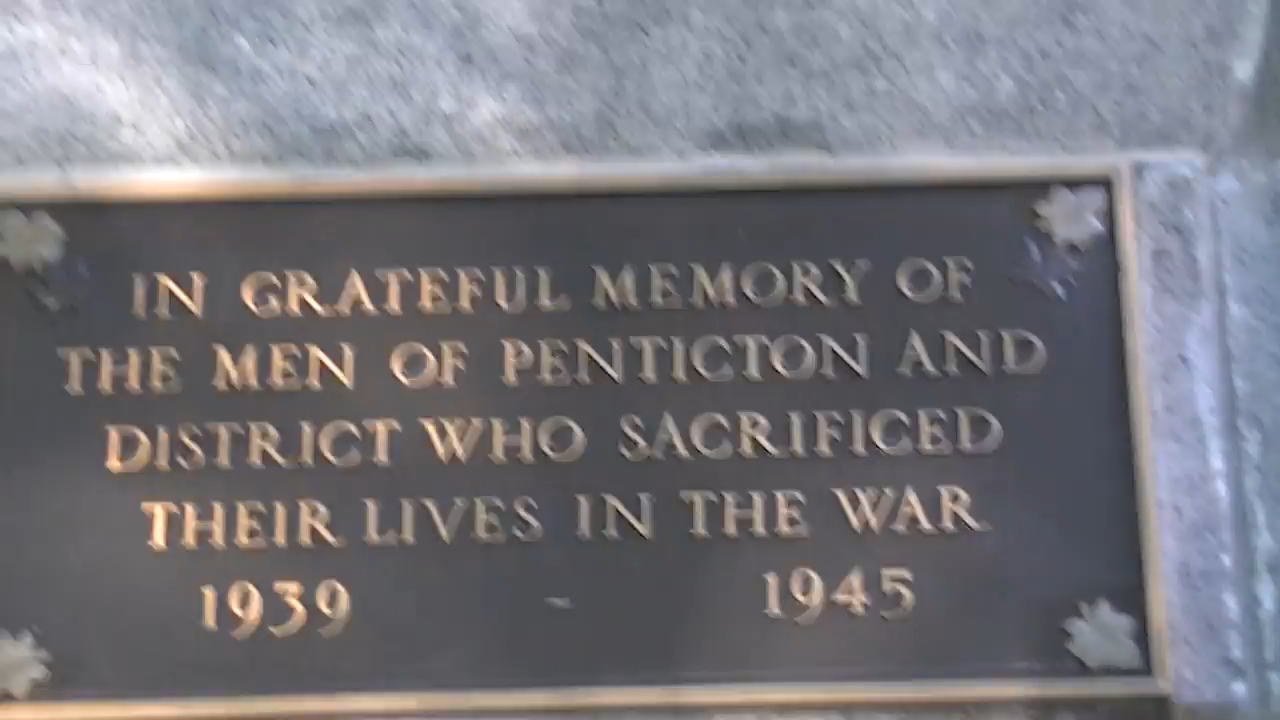 IN GRATEFUL MEMORY OF
THE MEN OF PENTICTON AND
DISTRICT WHO SACRIFICED
THEIR LIVES IN THE WAR
1939 - 1945